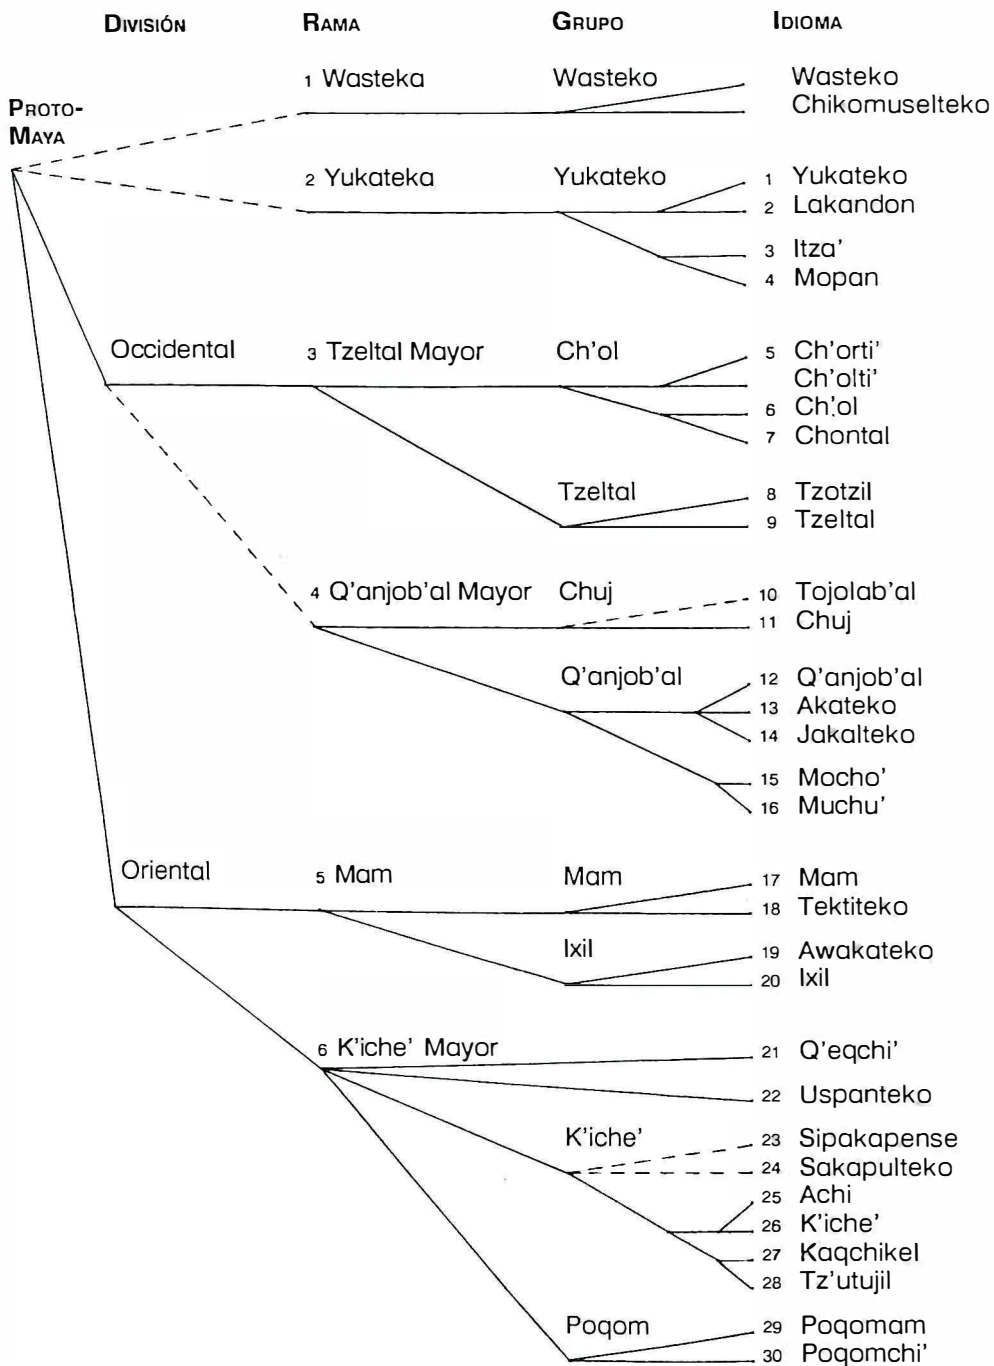 DIVISIÓN RAMA GRUPO IDIOMA
PROTO-
MAYA
1 Wasteka Wasteko Wasteko
Chikomuselteko
2 Yukateka Yukateko 1 Yukateko
2 Lakandon
3 Itza'
4 Mopan
Occidental 3 Tzeltal Mayor Ch'ol 5 Ch'orti'
Ch'olti'
6 Ch'ol
7 Chontal
Tzeltal 8 Tzotzil
9 Tzeltal
4 Q'anjob'al Mayor Chuj 10 Tojolab'al
11 Chuj
Q'anjob'al 12 Q'anjob'al
13 Akateko
14 Jakalteko
15 Mocho'
16 Muchu'
Oriental 5 Mam Mam 17 Mam
18 Tektiteko
Ixil 19 Awakateko
20 Ixil
6 K'iche' Mayor 21 Q'eqchi'
22 Uspanteko
K'iche' 23 Sipakapense
24 Sakapulteko
25 Achi
26 K'iche'
27 Kaqchikel
28 Tz'utujil
Poqom 29 Poqomam
30 Poqomchi'